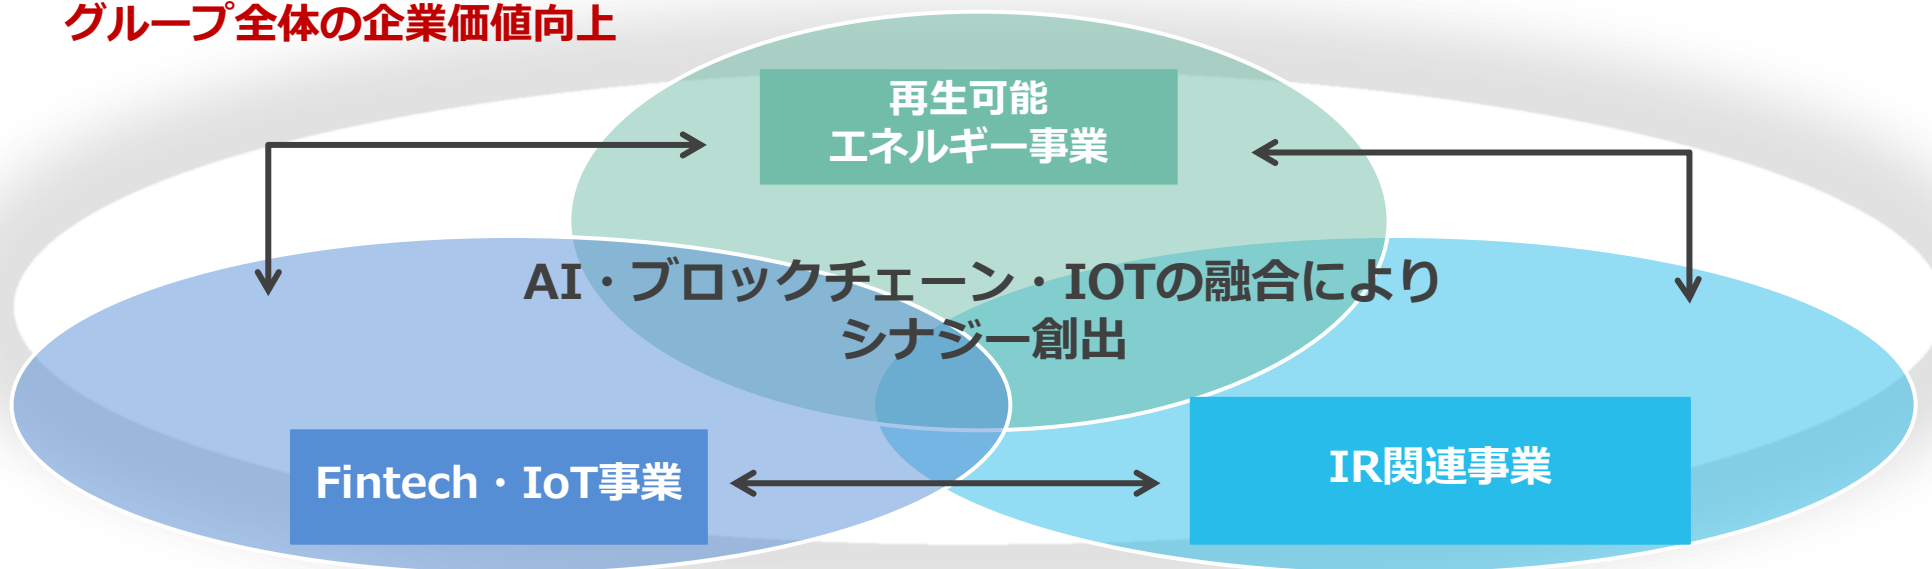 グループ全体の企業価値向上
再生可能
エネルギー事業
AI・ブロックチェーン・IOTの融合により
シナジー創出
Fintech・IoT事業
IR関連事業